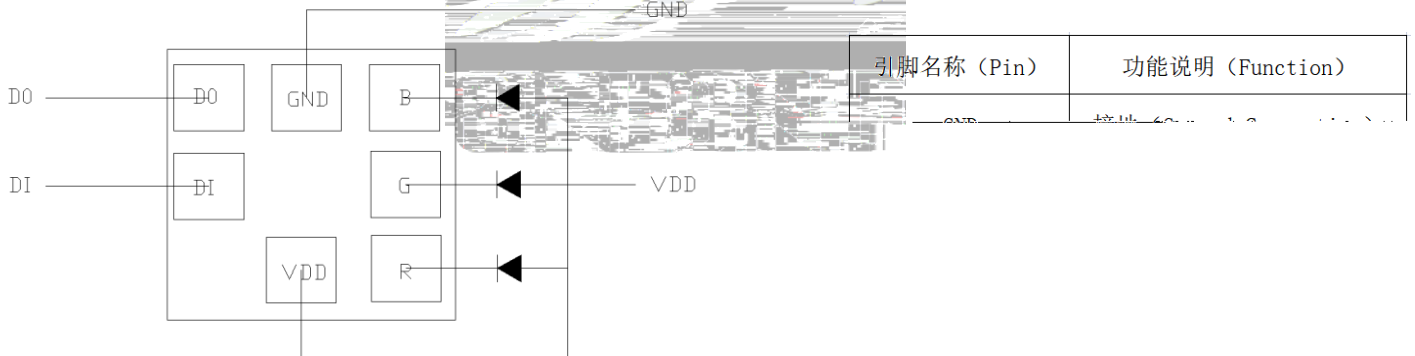 GND
引脚名称（Pin） 功能说明（Function）
DO DO GND B
DI DI G VDD
VDD R